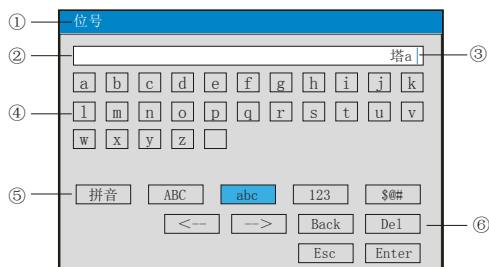 ① 位号
② 塔a ③
a b c d e f g h i j k
④ l m n o p q r s t u v
w x y z
⑤ 拼音 ABC abc 123 $@#
<-- --> Back Del ⑥
Esc Enter